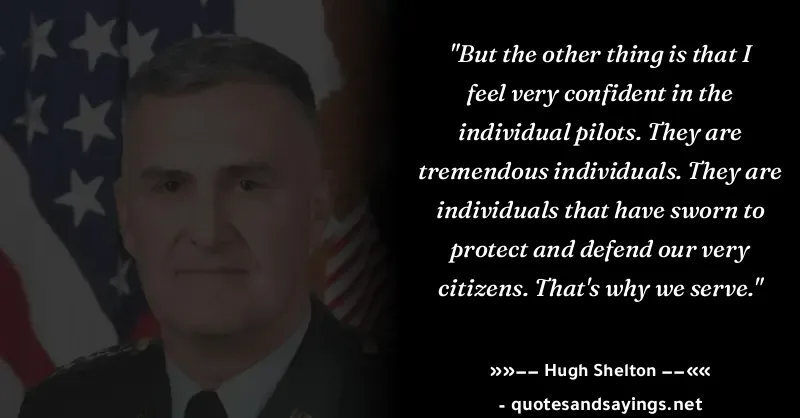 "But the other thing is that I
feel very confident in the
individual pilots. They are
tremendous individuals. They are
individuals that have sworn to
protect and defend our very
citizens. That's why we serve."
»»−− Hugh Shelton −−««
- quotesandsayings.net